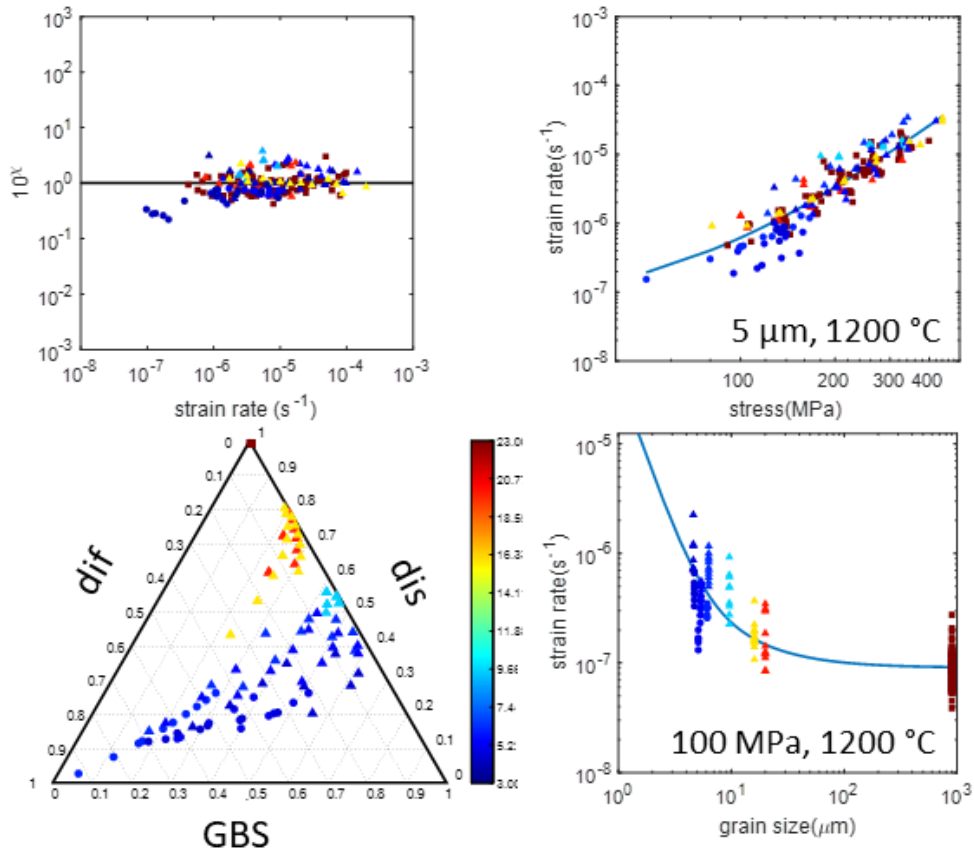 10³
10²
10¹
10⁰
10⁻¹
10⁻²
10⁻³
10^χ
10⁻⁸ 10⁻⁷ 10⁻⁶ 10⁻⁵ 10⁻⁴ 10⁻³
strain rate (s⁻¹)
10⁻³
10⁻⁴
10⁻⁵
10⁻⁶
10⁻⁷
10⁻⁸
strain rate(s⁻¹)
5 µm, 1200 °C
100 200 300 400
stress(MPa)
0 1
0.1 0.9
0.2 0.8
0.3 0.7
0.4 0.6
0.5 0.5
0.6 0.4
0.7 0.3
0.8 0.2
0.9 0.1
1 0
0 0.1 0.2 0.3 0.4 .5 0.6 0.7 0.8 0.9 1
dif
dis
GBS
23.00
16.3
14.1
11.8
9.6
7.4
5.2
3.00
10⁻⁵
10⁻⁶
10⁻⁷
10⁻⁸
strain rate(s⁻¹)
100 MPa, 1200 °C
10⁰ 10¹ 10² 10³
grain size(µm)